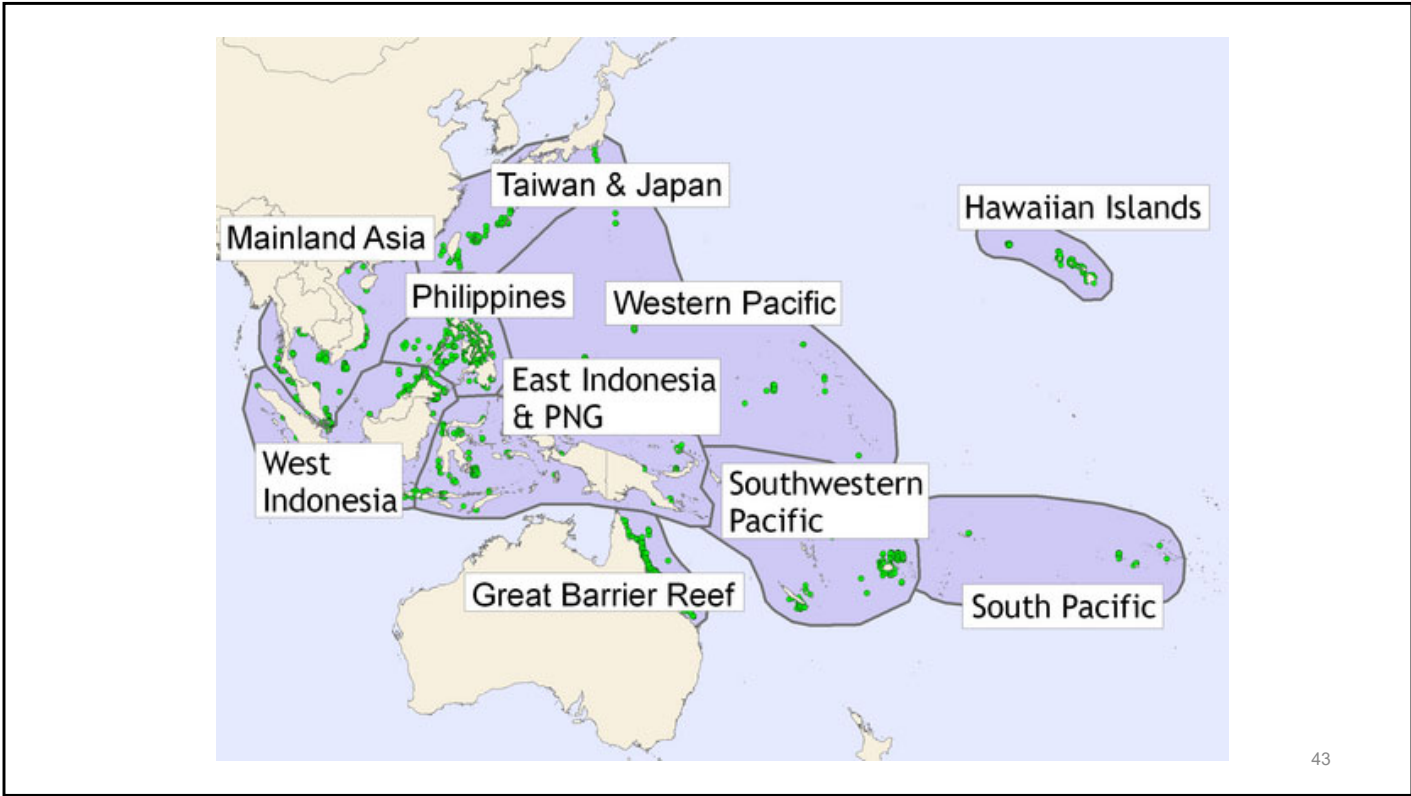 Taiwan & Japan
Hawaiian Islands
Mainland Asia
Philippines
Western Pacific
East Indonesia
& PNG
West
Indonesia
Southwestern
Pacific
Great Barrier Reef
South Pacific
43